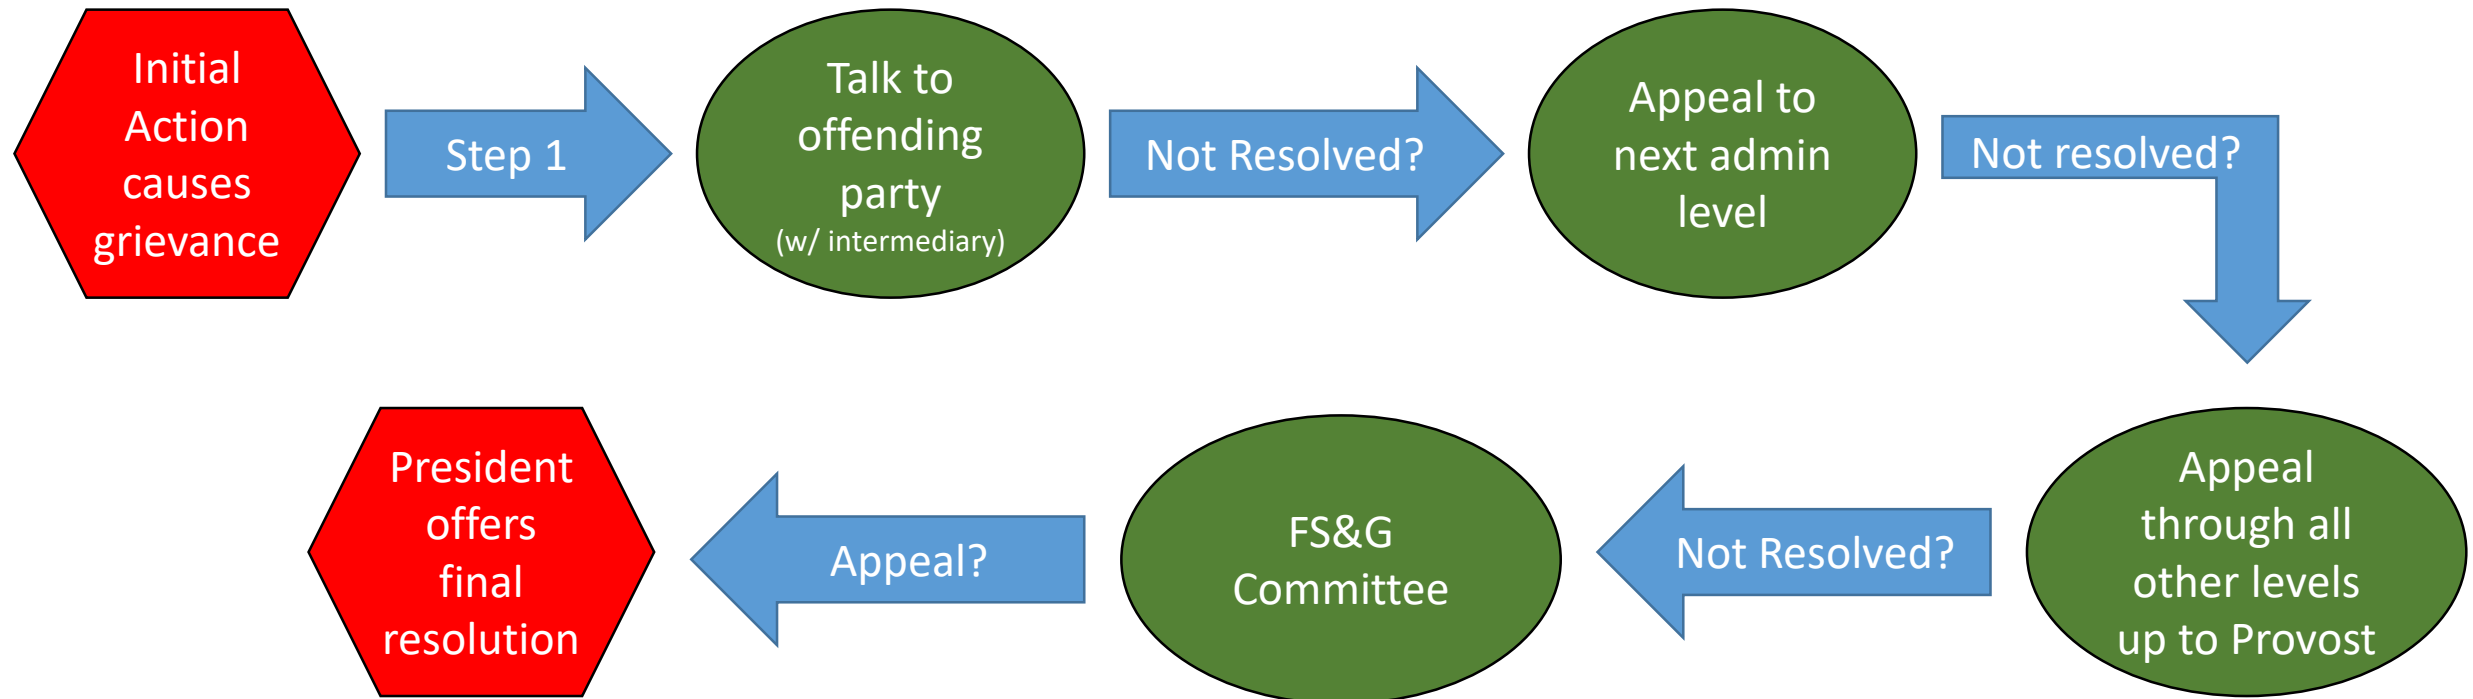 Initial
Action
causes
grievance
Step 1
Talk to
offending
party
(w/ intermediary)
Not Resolved?
Appeal to
next admin
level
Not resolved?
Appeal
through all
other levels
up to Provost
Not Resolved?
FS&G
Committee
Appeal?
President
offers
final
resolution